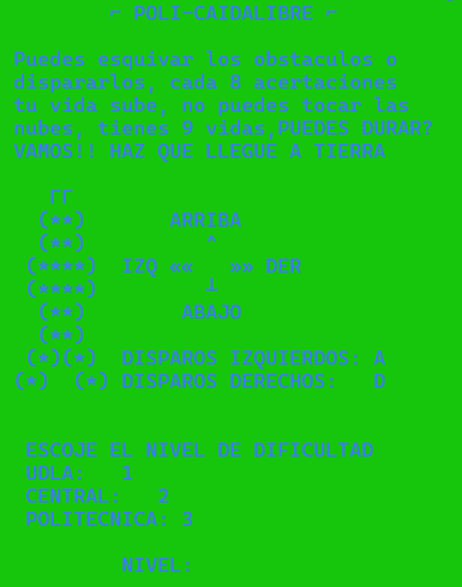 ⌐ POLI-CAIDALIBRE ⌐
Puedes esquivar los obstaculos o
dispararlos, cada 8 acertaciones
tu vida sube, no puedes tocar las
nubes, tienes 9 vidas,PUEDES DURAR?
VAMOS!! HAZ QUE LLEGUE A TIERRA
ΓΓ
(**) ARRIBA
(**) ^
(****) IZQ «« »» DER
(****) ┴
(**) ABAJO
(**)
(*)(*) DISPAROS IZQUIERDOS: A
(*) (*) DISPAROS DERECHOS: D
ESCOJE EL NIVEL DE DIFICULTAD
UDLA: 1
CENTRAL: 2
POLITECNICA: 3
NIVEL: